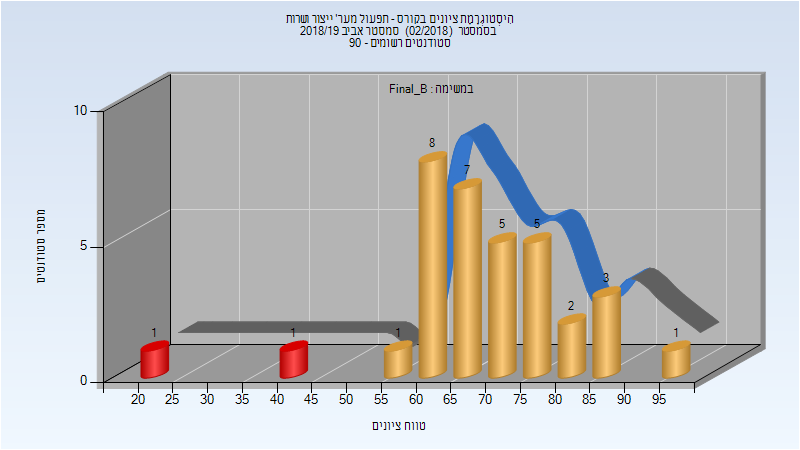 היסטוגרמת ציונים בקורס - תפעול מער' ייצור ושרות
בסמסטר (02/2018) סמסטר אביב 2018/19
סטודנטים רשומים - 90
במשימה : Final_B
מספר סטודנטים
10
5
0
1
1
1
8
7
5
5
2
3
1
20 25 30 35 40 45 50 55 60 65 70 75 80 85 90 95
טווח ציונים